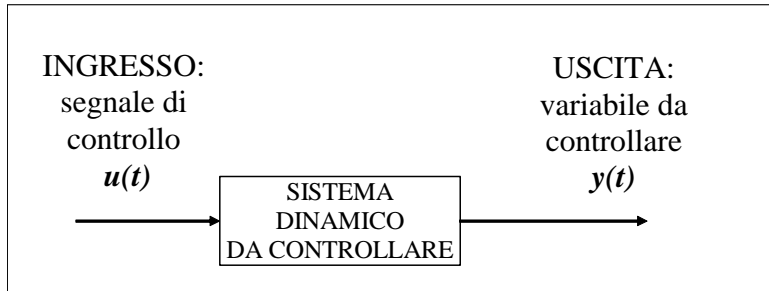 INGRESSO:
segnale di
controllo
u(t)
USCITA:
variabile da
controllare
y(t)
SISTEMA
DINAMICO
DA CONTROLLARE